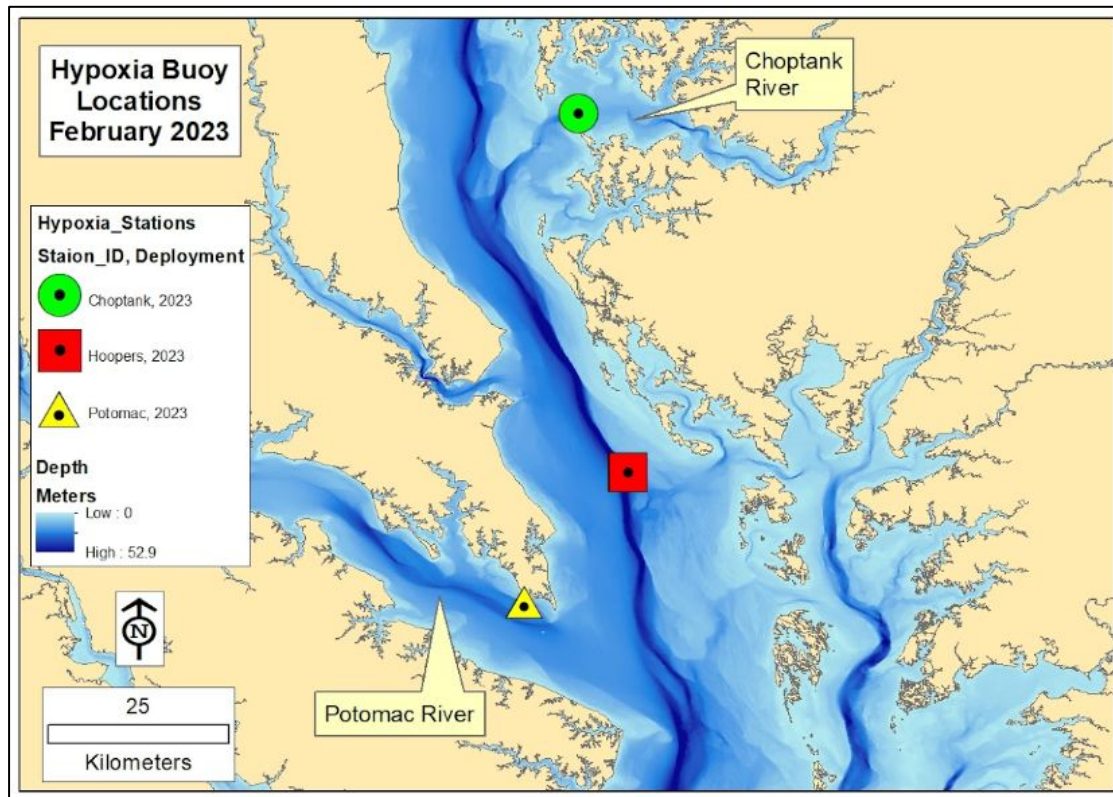 Hypoxia Buoy
Locations
February 2023
Choptank
River
Hypoxia_Stations
Staion_ID, Deployment
Choptank, 2023
Hoopers, 2023
Potomac, 2023
Depth
Meters
Low : 0
High : 52.9
N
25
Kilometers
Potomac River